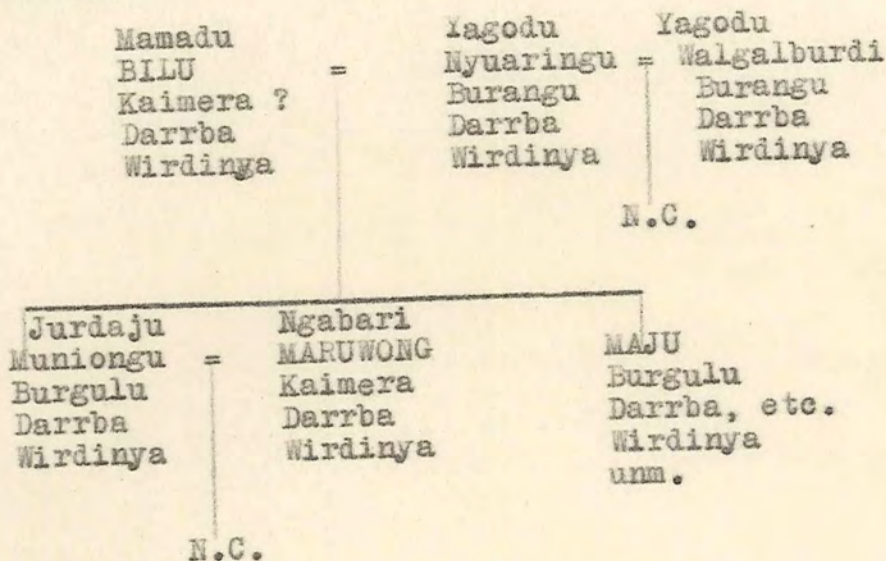 Mamadu
BILU
Kaimera ?
Darrba
Wirdinya
=
Yagodu
Nyuaringu
Burangu
Darrba
Wirdinya
=
Yagodu
Walgalburdi
Burangu
Darrba
Wirdinya
N.C.
Jurdaju
Muniongu
Burgulu
Darrba
Wirdinya
=
Ngabari
MARUWONG
Kaimera
Darrba
Wirdinya
MAJU
Burgulu
Darrba, etc.
Wirdinya
unm.
N.C.